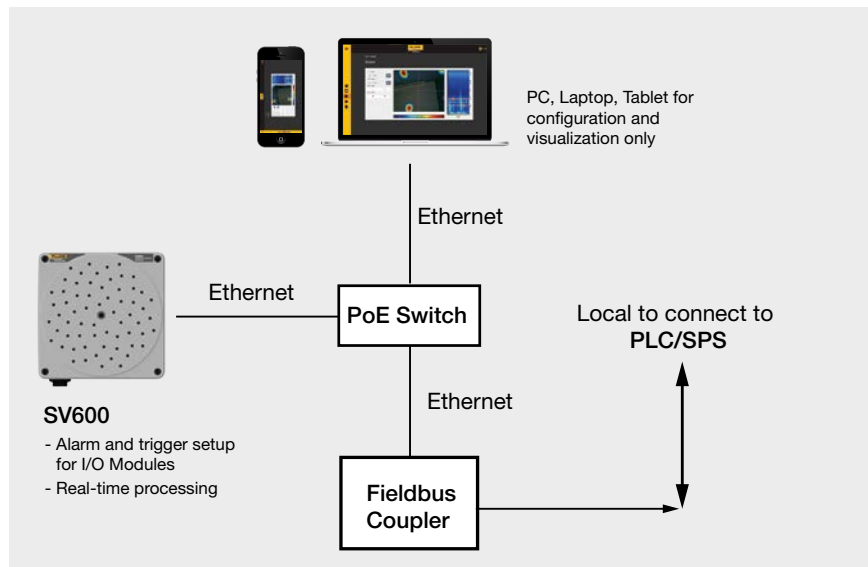 PC, Laptop, Tablet for
configuration and
visualization only
Ethernet
Ethernet
PoE Switch
Local to connect to
PLC/SPS
Ethernet
SV600
- Alarm and trigger setup
for I/O Modules
- Real-time processing
Fieldbus
Coupler